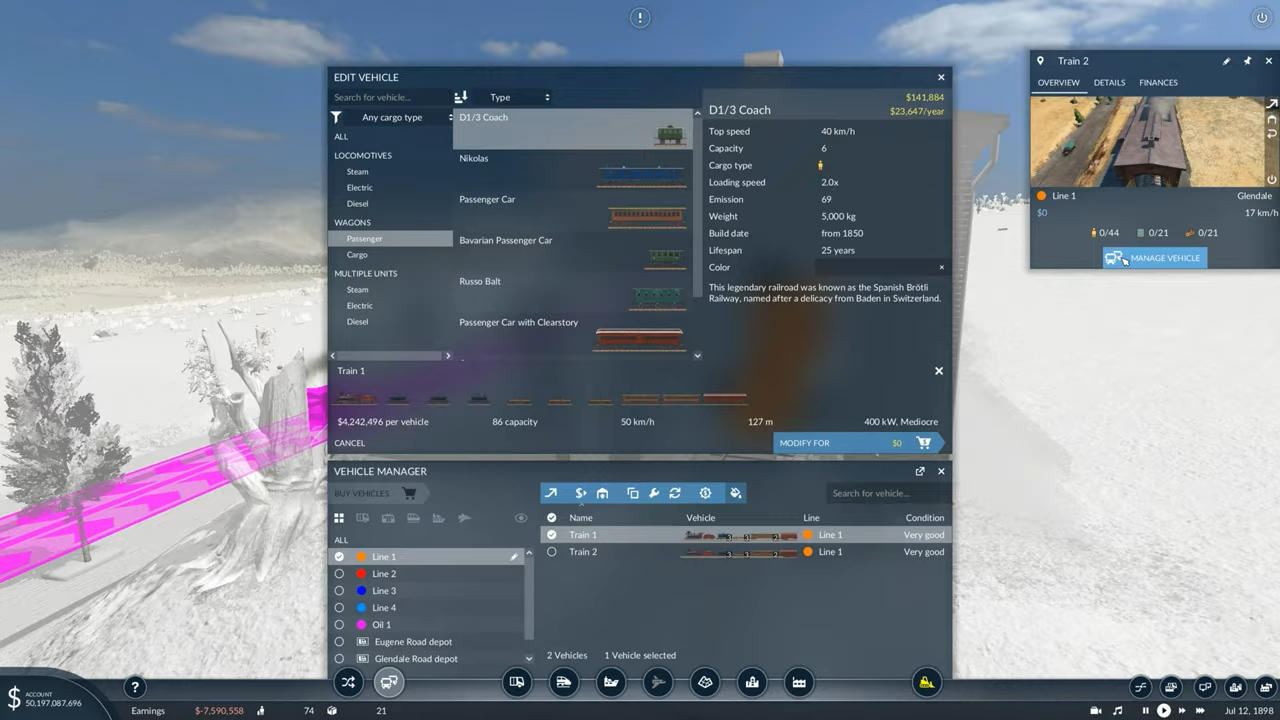 EDIT VEHICLE
Search for vehicle...
Type
Any cargo type
ALL
LOCOMOTIVES
Steam
Electric
Diesel
WAGONS
Passenger
Cargo
MULTIPLE UNITS
Steam
Electric
Diesel
D1/3 Coach
Nikolas
Passenger Car
Bavarian Passenger Car
Russo Balt
Passenger Car with Clearstory
$141,884
D1/3 Coach
$23,647/year
Top speed 40 km/h
Capacity 6
Cargo type
Loading speed 2.0x
Emission 69
Weight 5,000 kg
Build date from 1850
Lifespan 25 years
Color
This legendary railroad was known as the Spanish Brötli
Railway, named after a delicacy from Baden in Switzerland.
Train 1
$4,242,496 per vehicle 86 capacity 50 km/h 127 m 400 kW, Mediocre
CANCEL
MODIFY FOR $0
Train 2
OVERVIEW DETAILS FINANCES
Line 1 Glendale
$0 17 km/h
0/44 0/21 0/21
MANAGE VEHICLE
VEHICLE MANAGER
BUY VEHICLES
Search for vehicle...
ALL
Line 1
Line 2
Line 3
Line 4
Oil 1
Eugene Road depot
Glendale Road depot
Name Vehicle Line Condition
Train 1 3 3 2 Line 1 Very good
Train 2 3 3 2 Line 1 Very good
2 Vehicles 1 Vehicle selected
$ ACCOUNT
50,197,087,696
?
Earnings $-7,590,558 74 21
Jul 12, 1898